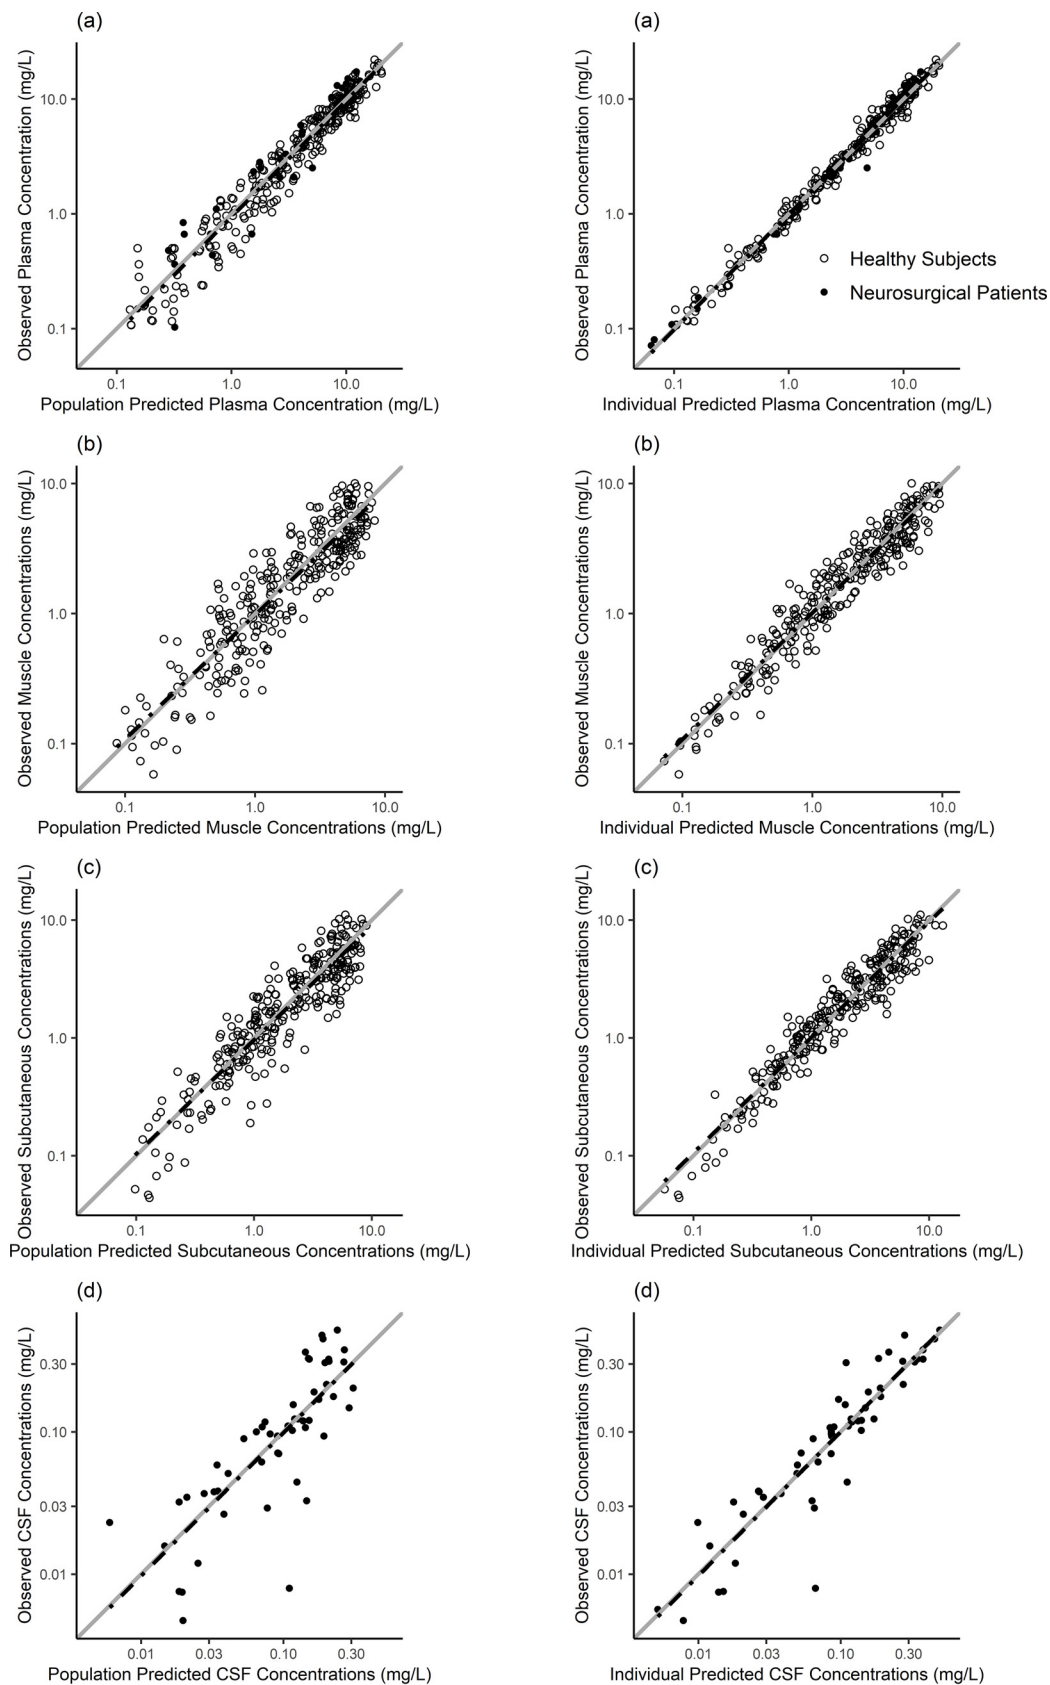 (a)
Observed Plasma Concentration (mg/L)
10.0
1.0
0.1
0.1 1.0 10.0
Population Predicted Plasma Concentration (mg/L)
(a)
Observed Plasma Concentration (mg/L)
10.0
1.0
0.1
Healthy Subjects
Neurosurgical Patients
0.1 1.0 10.0
Individual Predicted Plasma Concentration (mg/L)
(b)
Observed Muscle Concentrations (mg/L)
10.0
1.0
0.1
0.1 1.0 10.0
Population Predicted Muscle Concentrations (mg/L)
(b)
Observed Muscle Concentrations (mg/L)
10.0
1.0
0.1
0.1 1.0 10.0
Individual Predicted Muscle Concentrations (mg/L)
(c)
Observed Subcutaneous Concentrations (mg/L)
10.0
1.0
0.1
0.1 1.0 10.0
Population Predicted Subcutaneous Concentrations (mg/L)
(c)
Observed Subcutaneous Concentrations (mg/L)
10.0
1.0
0.1
0.1 1.0 10.0
Individual Predicted Subcutaneous Concentrations (mg/L)
(d)
Observed CSF Concentrations (mg/L)
0.30
0.10
0.03
0.01
0.01 0.03 0.10 0.30
Population Predicted CSF Concentrations (mg/L)
(d)
Observed CSF Concentrations (mg/L)
0.30
0.10
0.03
0.01
0.01 0.03 0.10 0.30
Individual Predicted CSF Concentrations (mg/L)